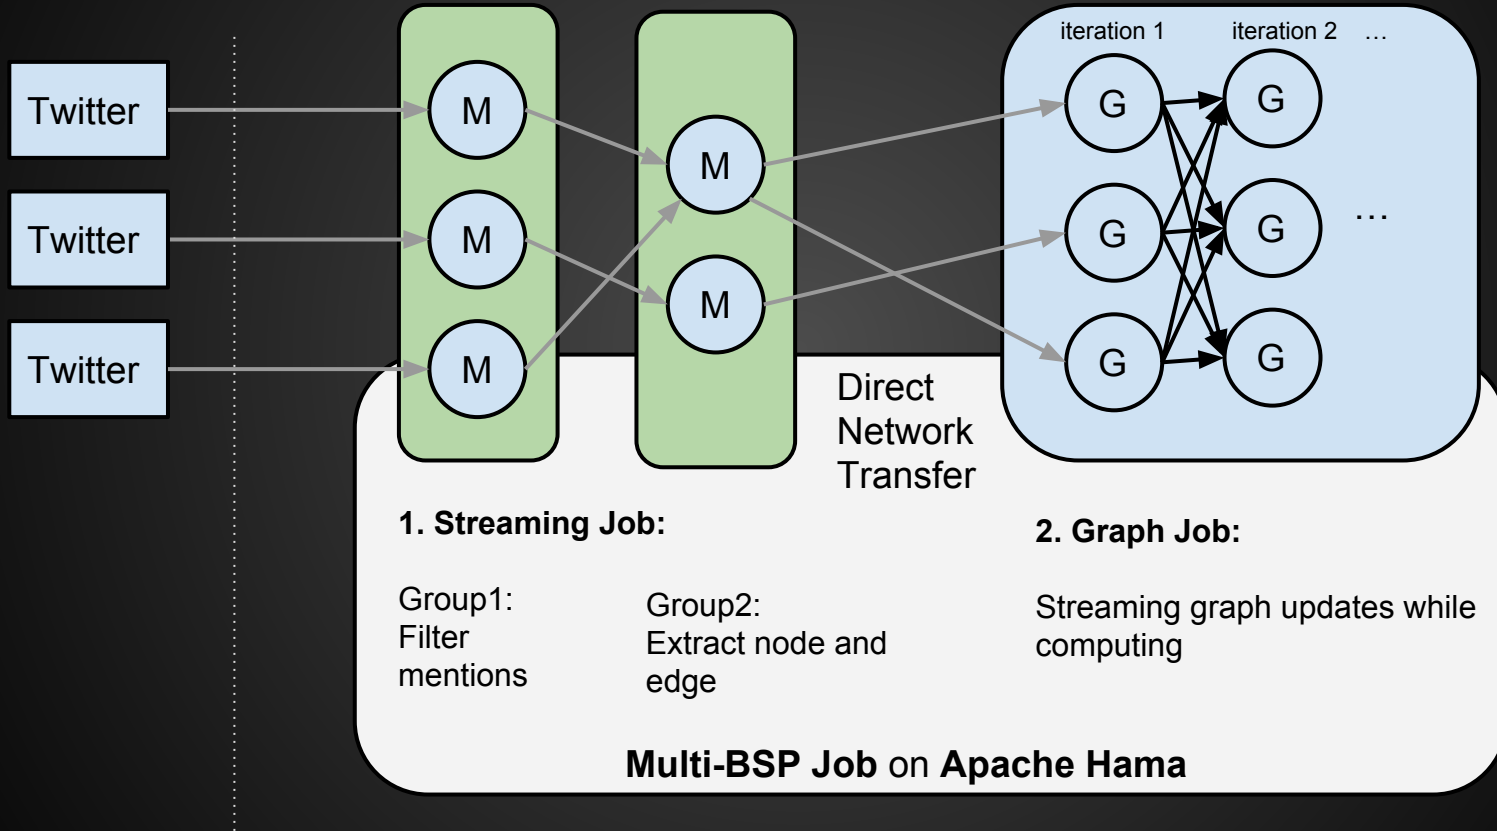 iteration 1
iteration 2
...
Twitter
M
M
G
G
Twitter
M
M
G
G
...
Twitter
M
G
G
Direct
Network
Transfer
1. Streaming Job:
2. Graph Job:
Group1:
Filter
mentions
Group2:
Extract node and
edge
Streaming graph updates while
computing
Multi-BSP Job on Apache Hama